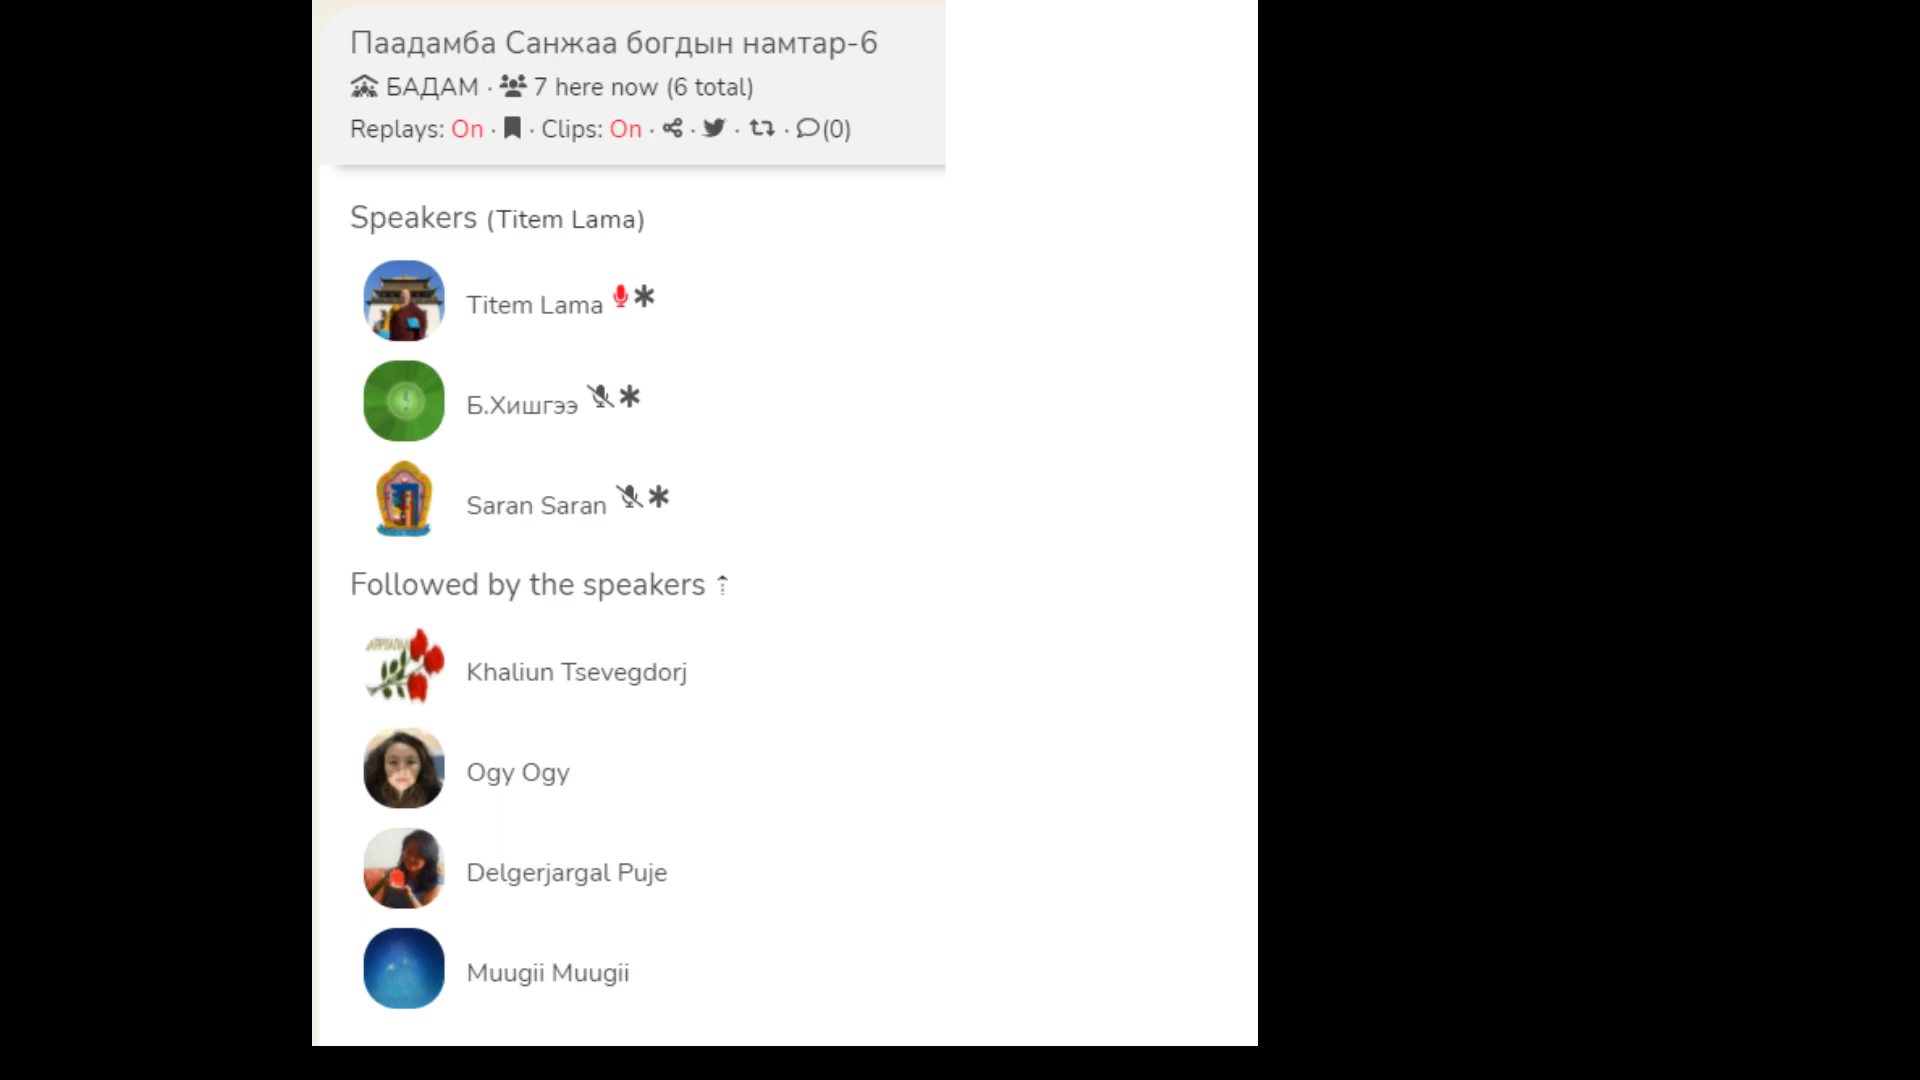 Паадамба Санжаа богдын намтар-6
БАДАМ · 7 here now (6 total)
Replays: On · · Clips: On · · · · (0)
Speakers (Titem Lama)
Titem Lama
Б.Хишгээ
Saran Saran
Followed by the speakers
Khaliun Tsevegdorj
Ogy Ogy
Delgerjargal Puje
Muugii Muugii